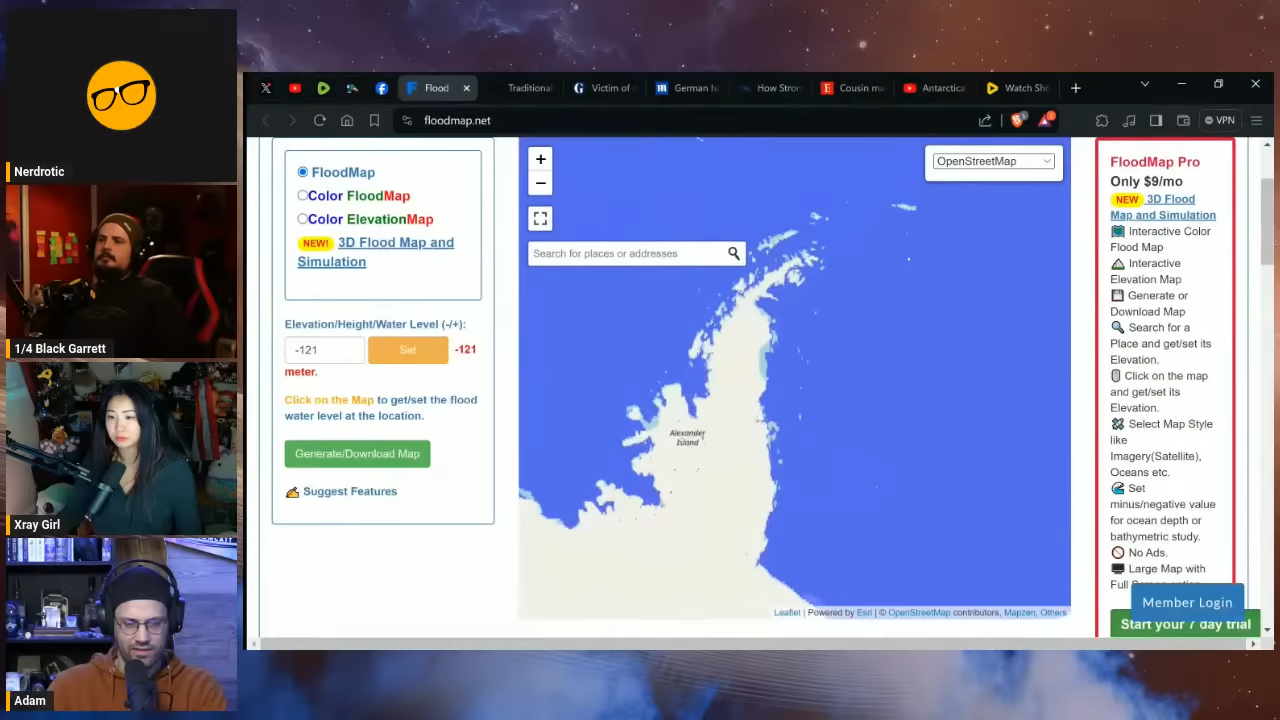 Nerdrotic
1/4 Black Garrett
Xray Girl
Adam
Flood
Traditional
Victim of
German hi
How Stron
Cousin ma
Antarctica
Watch Sh
floodmap.net
VPN
FloodMap
Color FloodMap
Color ElevationMap
NEW! 3D Flood Map and
Simulation
Elevation/Height/Water Level (-/+):
-121
Set
-121
meter.
Click on the Map to get/set the flood
water level at the location.
Generate/Download Map
Suggest Features
+
−
Search for places or addresses
OpenStreetMap
Alexander
Island
Leaflet | Powered by Esri | © OpenStreetMap contributors, Mapzen, Others
FloodMap Pro
Only $9/mo
NEW 3D Flood
Map and Simulation
Interactive Color
Flood Map
Interactive
Elevation Map
Generate or
Download Map
Search for a
Place and get/set its
Elevation.
Click on the map
and get/set its
Elevation.
Select Map Style
like
Imagery(Satellite),
Oceans etc.
Set
minus/negative value
for ocean depth or
bathymetric study.
No Ads.
Large Map with
Full
Member Login
Start your 7 day trial